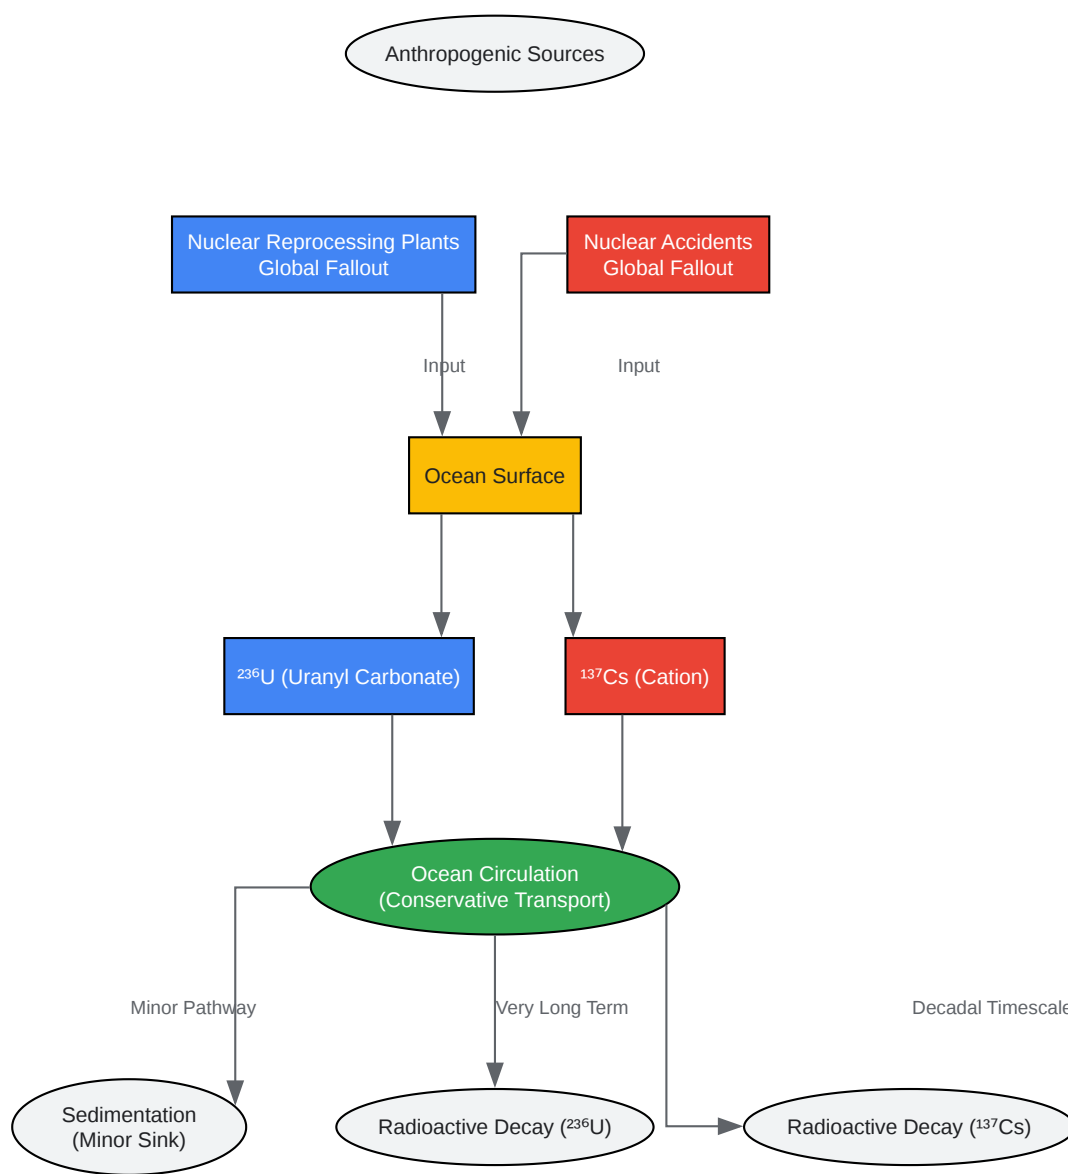 Anthropogenic Sources
Nuclear Reprocessing Plants
Global Fallout
Nuclear Accidents
Global Fallout
Input
Input
Ocean Surface
²³⁶U (Uranyl Carbonate)
¹³⁷Cs (Cation)
Ocean Circulation
(Conservative Transport)
Minor Pathway
Very Long Term
Decadal Timescale
Sedimentation
(Minor Sink)
Radioactive Decay (²³⁶U)
Radioactive Decay (¹³⁷Cs)